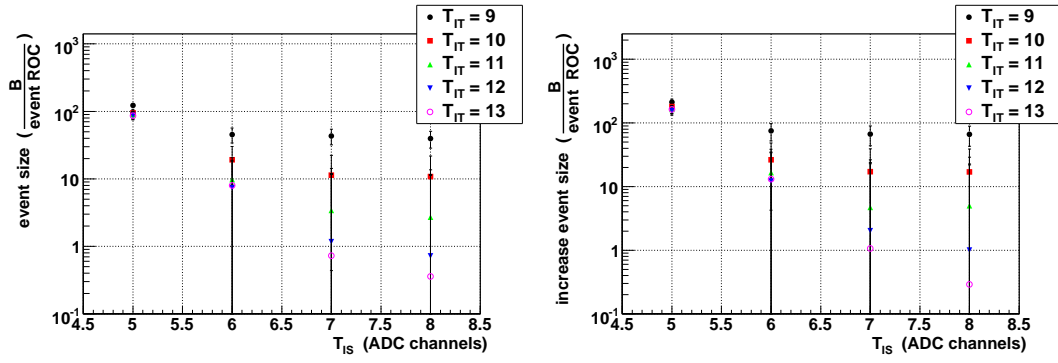 T_IT = 9
T_IT = 10
T_IT = 11
T_IT = 12
T_IT = 13
event size ( B / event ROC )
10^3
10^2
10
1
10^-1
4.5 5 5.5 6 6.5 7 7.5 8 8.5
T_IS (ADC channels)
T_IT = 9
T_IT = 10
T_IT = 11
T_IT = 12
T_IT = 13
increase event size ( B / event ROC )
10^3
10^2
10
1
10^-1
4.5 5 5.5 6 6.5 7 7.5 8 8.5
T_IS (ADC channels)